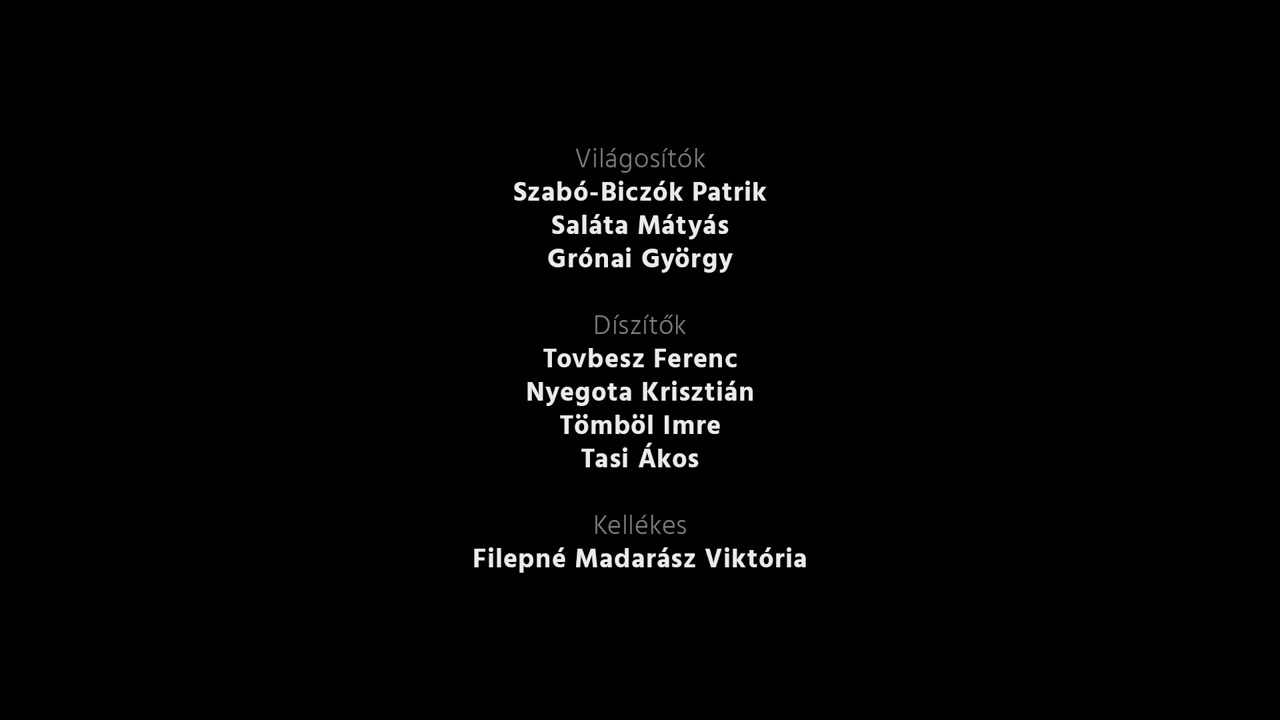 Világosítók
Szabó-Biczók Patrik
Saláta Mátyás
Grónai György
Díszítők
Tovbesz Ferenc
Nyegota Krisztián
Tömböl Imre
Tasi Ákos
Kellékes
Filepné Madarász Viktória